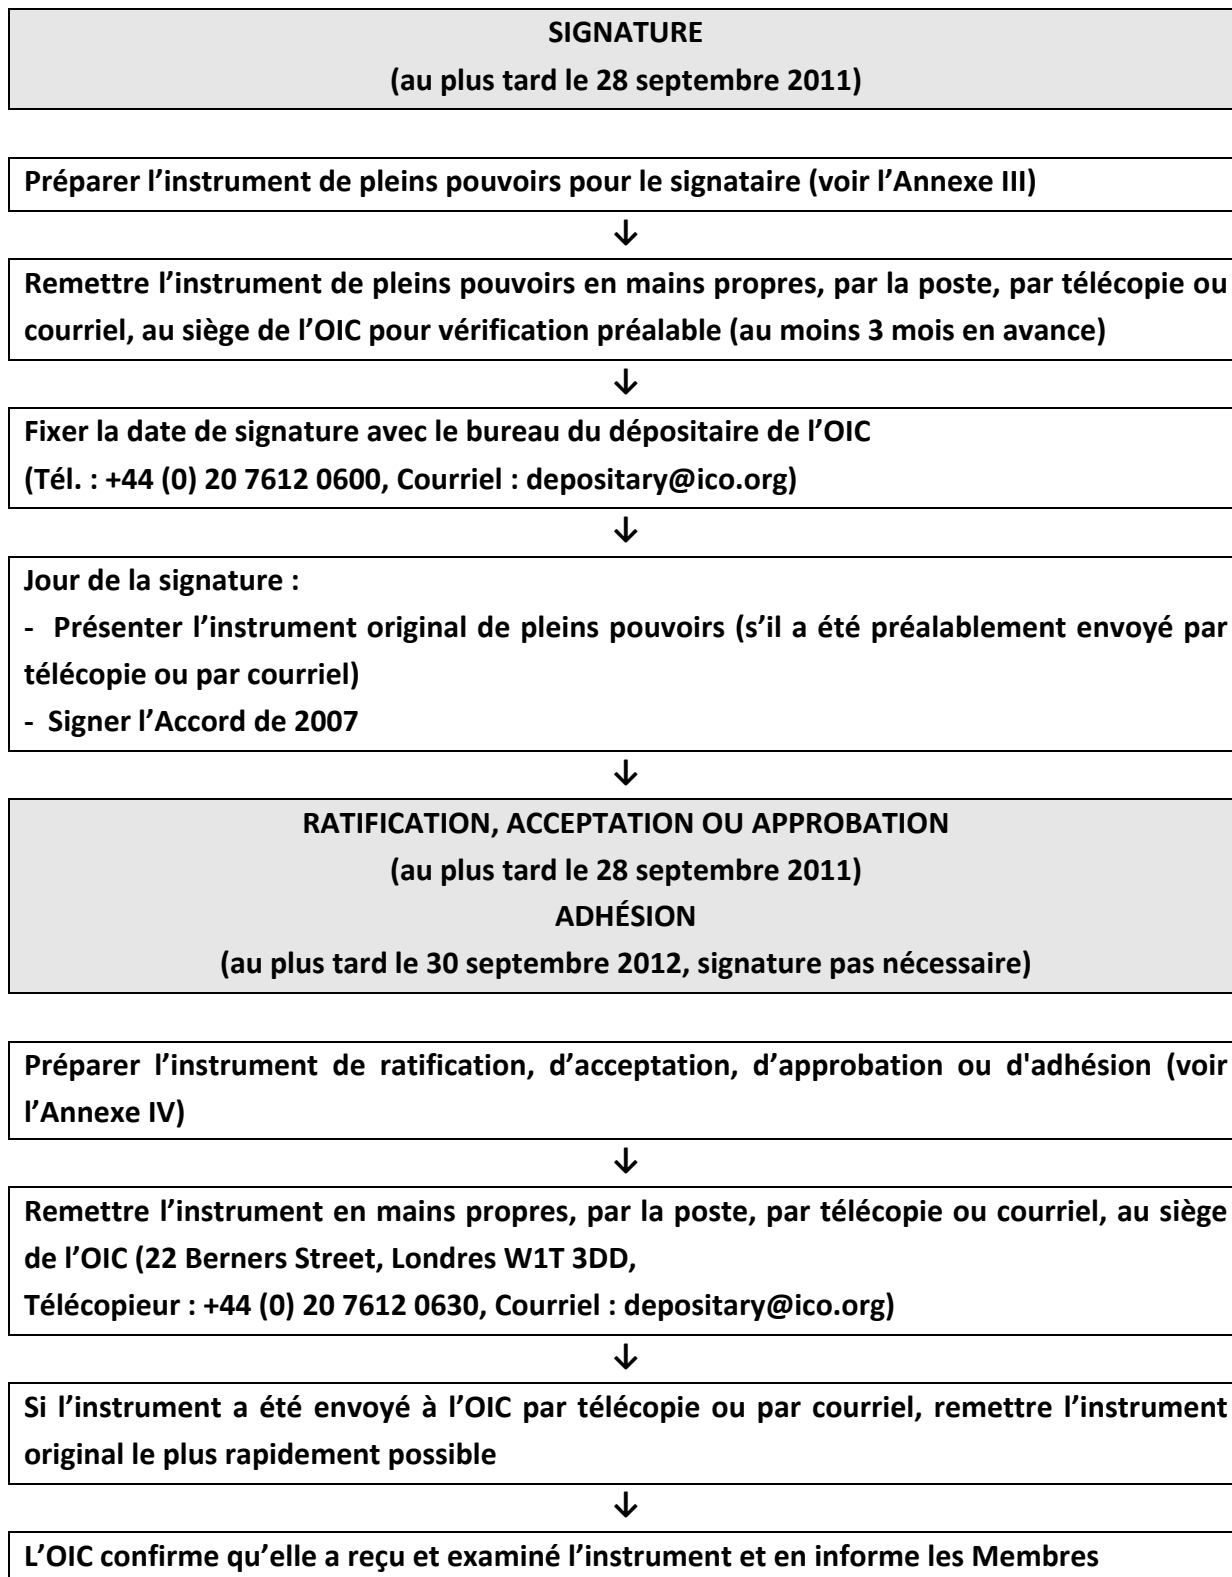 SIGNATURE
(au plus tard le 28 septembre 2011)
Préparer l’instrument de pleins pouvoirs pour le signataire (voir l’Annexe III)
↓
Remettre l’instrument de pleins pouvoirs en mains propres, par la poste, par télécopie ou
courriel, au siège de l’OIC pour vérification préalable (au moins 3 mois en avance)
↓
Fixer la date de signature avec le bureau du dépositaire de l’OIC
(Tél. : +44 (0) 20 7612 0600, Courriel : depositary@ico.org)
↓
Jour de la signature :
- Présenter l’instrument original de pleins pouvoirs (s’il a été préalablement envoyé par
télécopie ou par courriel)
- Signer l’Accord de 2007
↓
RATIFICATION, ACCEPTATION OU APPROBATION
(au plus tard le 28 septembre 2011)
ADHÉSION
(au plus tard le 30 septembre 2012, signature pas nécessaire)
Préparer l’instrument de ratification, d’acceptation, d’approbation ou d'adhésion (voir
l’Annexe IV)
↓
Remettre l’instrument en mains propres, par la poste, par télécopie ou courriel, au siège
de l’OIC (22 Berners Street, Londres W1T 3DD,
Télécopieur : +44 (0) 20 7612 0630, Courriel : depositary@ico.org)
↓
Si l’instrument a été envoyé à l’OIC par télécopie ou par courriel, remettre l’instrument
original le plus rapidement possible
↓
L’OIC confirme qu’elle a reçu et examiné l’instrument et en informe les Membres